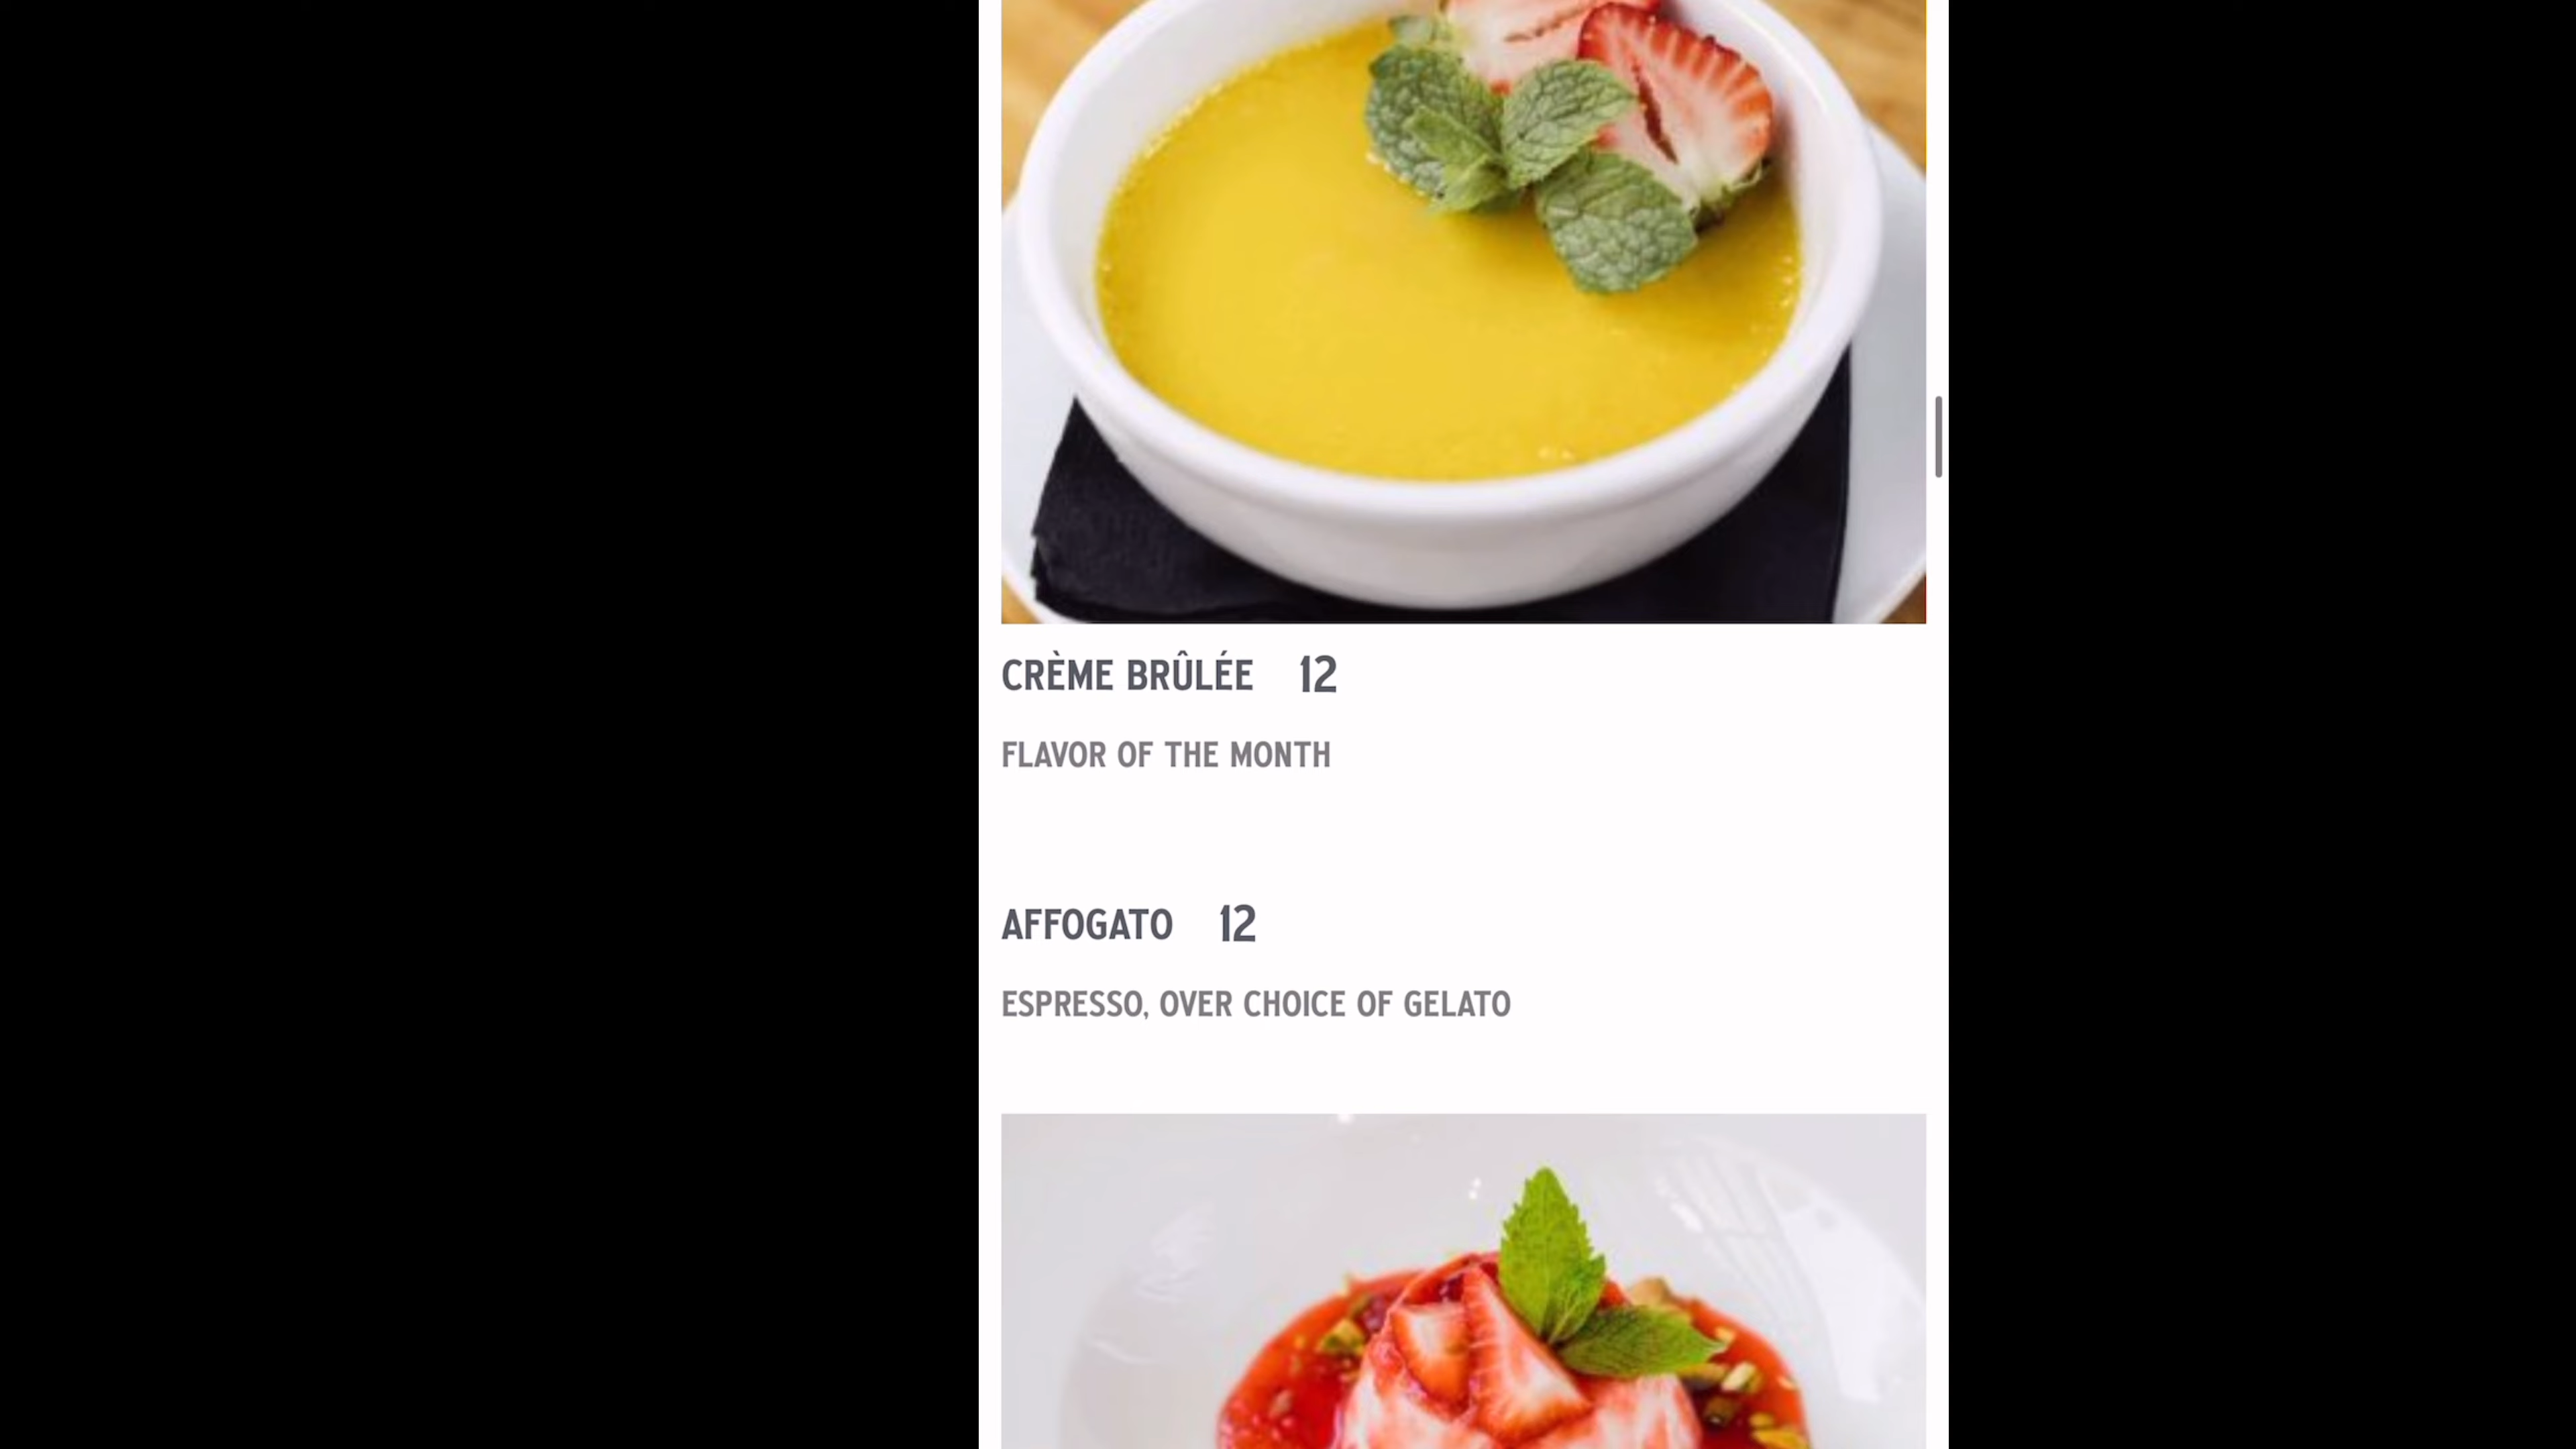 CRÈME BRÛLÉE 12
FLAVOR OF THE MONTH
AFFOGATO 12
ESPRESSO, OVER CHOICE OF GELATO